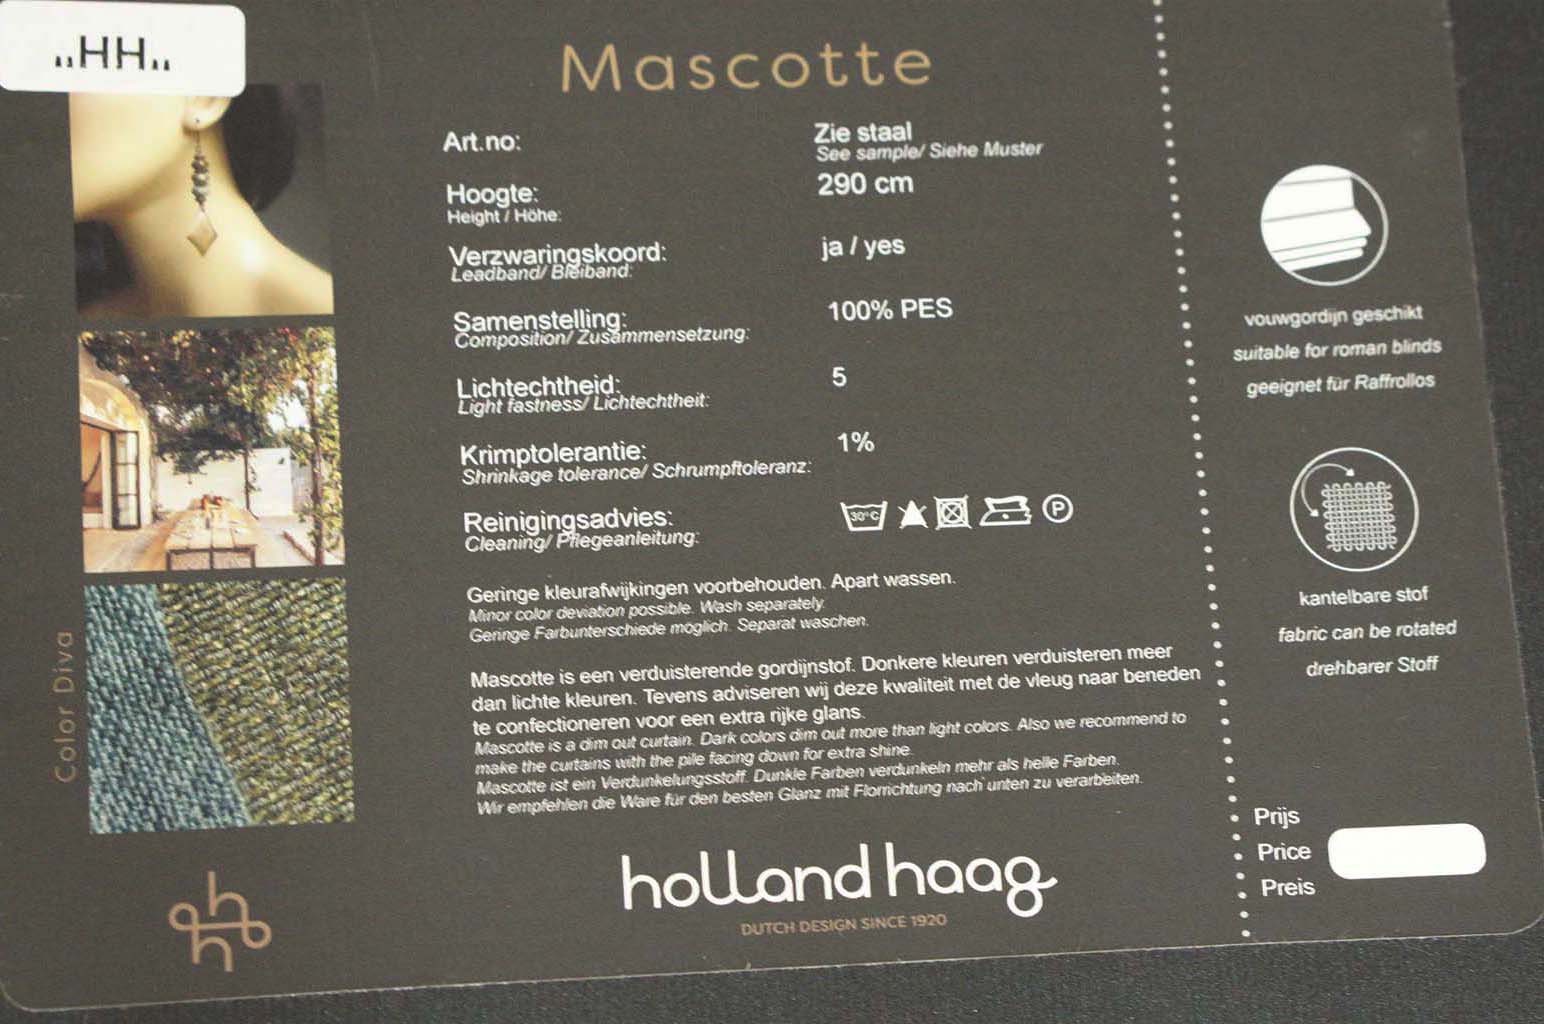 „HH„
Mascotte
Art.no:
Zie staal
See sample/ Siehe Muster
Hoogte:
Height / Höhe:
290 cm
Verzwaringskoord:
Leadband/ Bleiband:
ja / yes
Samenstelling:
Composition/ Zusammensetzung:
100% PES
Lichtechtheid:
Light fastness/ Lichtechtheit:
5
Krimptolerantie:
Shrinkage tolerance/ Schrumpftoleranz:
1%
Reinigingsadvies:
Cleaning/ Pflegeanleitung:
30°C
P
Geringe kleurafwijkingen voorbehouden. Apart wassen.
Minor color deviation possible. Wash separately.
Geringe Farbunterschiede moglich. Separat waschen.
Mascotte is een verduisterende gordijnstof. Donkere kleuren verduisteren meer
dan lichte kleuren. Tevens adviseren wij deze kwaliteit met de vleug naar beneden
te confectioneren voor een extra rijke glans.
Mascotte is a dim out curtain. Dark colors dim out more than light colors. Also we recommend to
make the curtains with the pile facing down for extra shine.
Mascotte ist ein Verdunkelungsstoff. Dunkle Farben verdunkeln mehr als helle Farben.
Wir empfehlen die Ware für den besten Glanz mit Florrichtung nach unten zu verarbeiten.
Color Diva
holland haag
DUTCH DESIGN SINCE 1920
vouwgordijn geschikt
suitable for roman blinds
geeignet für Raffrollos
kantelbare stof
fabric can be rotated
drehbarer Stoff
Prijs
Price
Preis